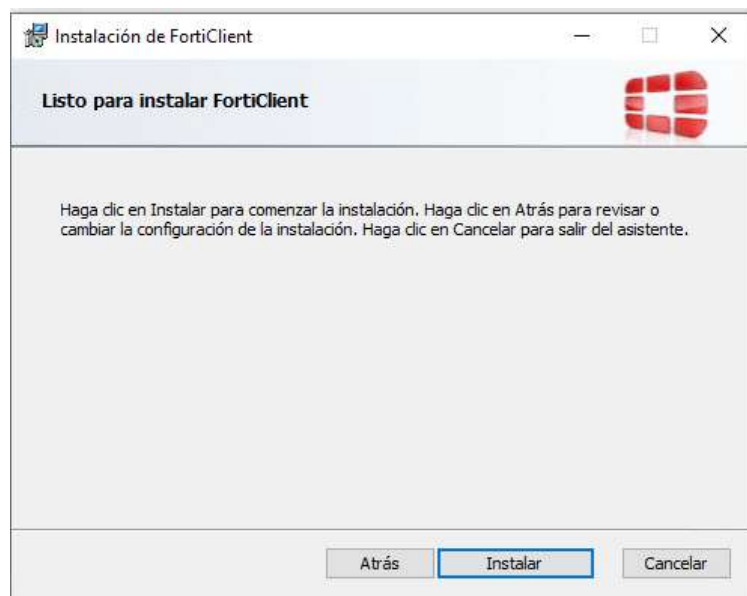 Instalación de FortiClient
Listo para instalar FortiClient
Haga clic en Instalar para comenzar la instalación. Haga clic en Atrás para revisar o
cambiar la configuración de la instalación. Haga clic en Cancelar para salir del asistente.
Atrás Instalar Cancelar